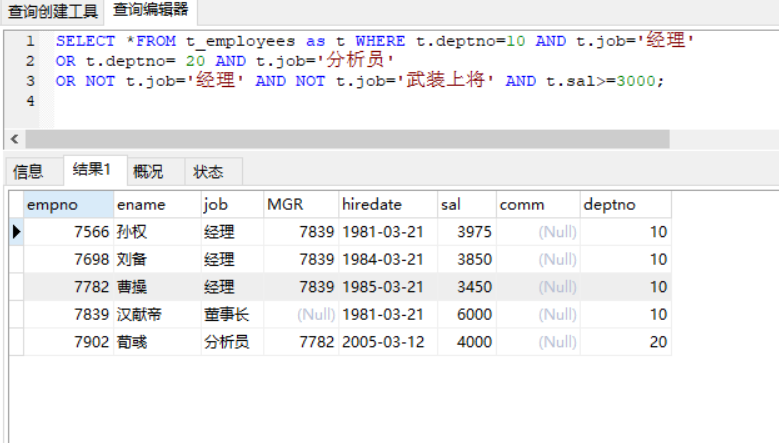 查询创建工具 查询编辑器
1 SELECT *FROM t_employees as t WHERE t.deptno=10 AND t.job='经理'
2 OR t.deptno= 20 AND t.job='分析员'
3 OR NOT t.job='经理' AND NOT t.job='武装上将' AND t.sal>=3000;
4
信息 结果1 概况 状态
empno ename job MGR hiredate sal comm deptno
7566 孙权 经理 7839 1981-03-21 3975 (Null) 10
7698 刘备 经理 7839 1984-03-21 3850 (Null) 10
7782 曹操 经理 7839 1985-03-21 3450 (Null) 10
7839 汉献帝 董事长 (Null) 1981-03-21 6000 (Null) 10
7902 荀彧 分析员 7782 2005-03-12 4000 (Null) 20